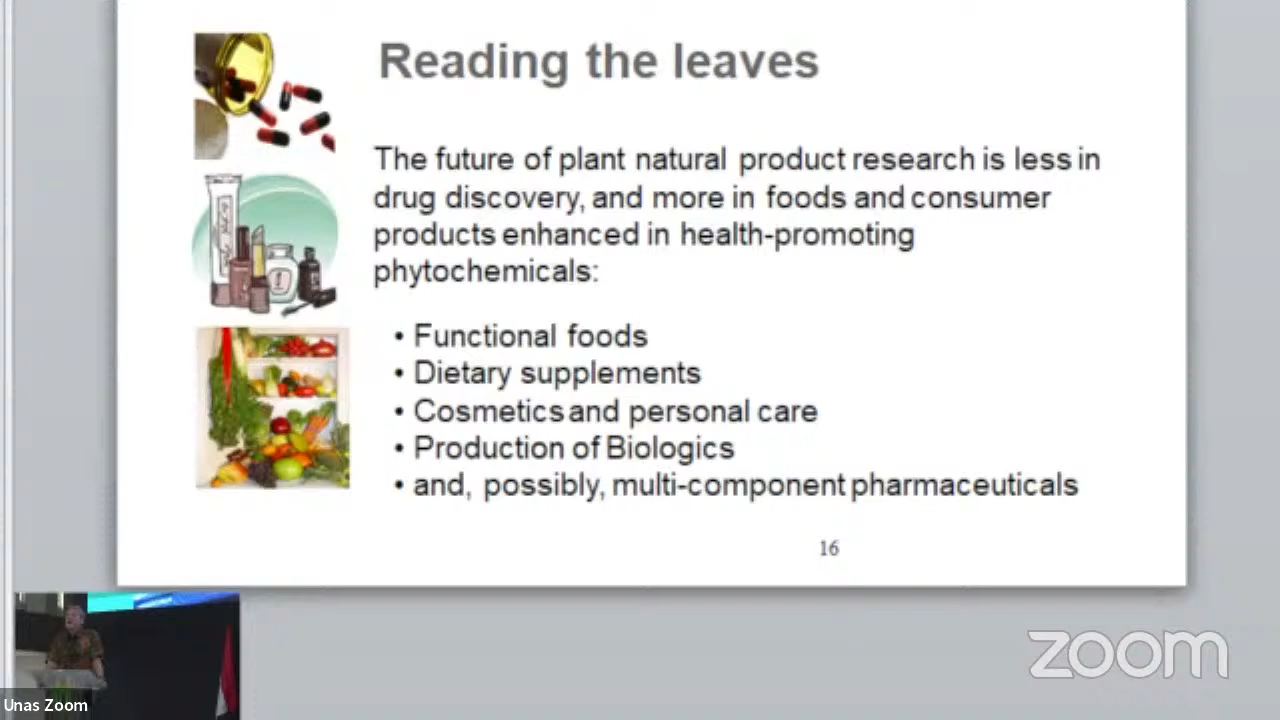 Reading the leaves
The future of plant natural product research is less in
drug discovery, and more in foods and consumer
products enhanced in health-promoting
phytochemicals:
• Functional foods
• Dietary supplements
• Cosmetics and personal care
• Production of Biologics
• and, possibly, multi-component pharmaceuticals
16
zoom
Unas Zoom